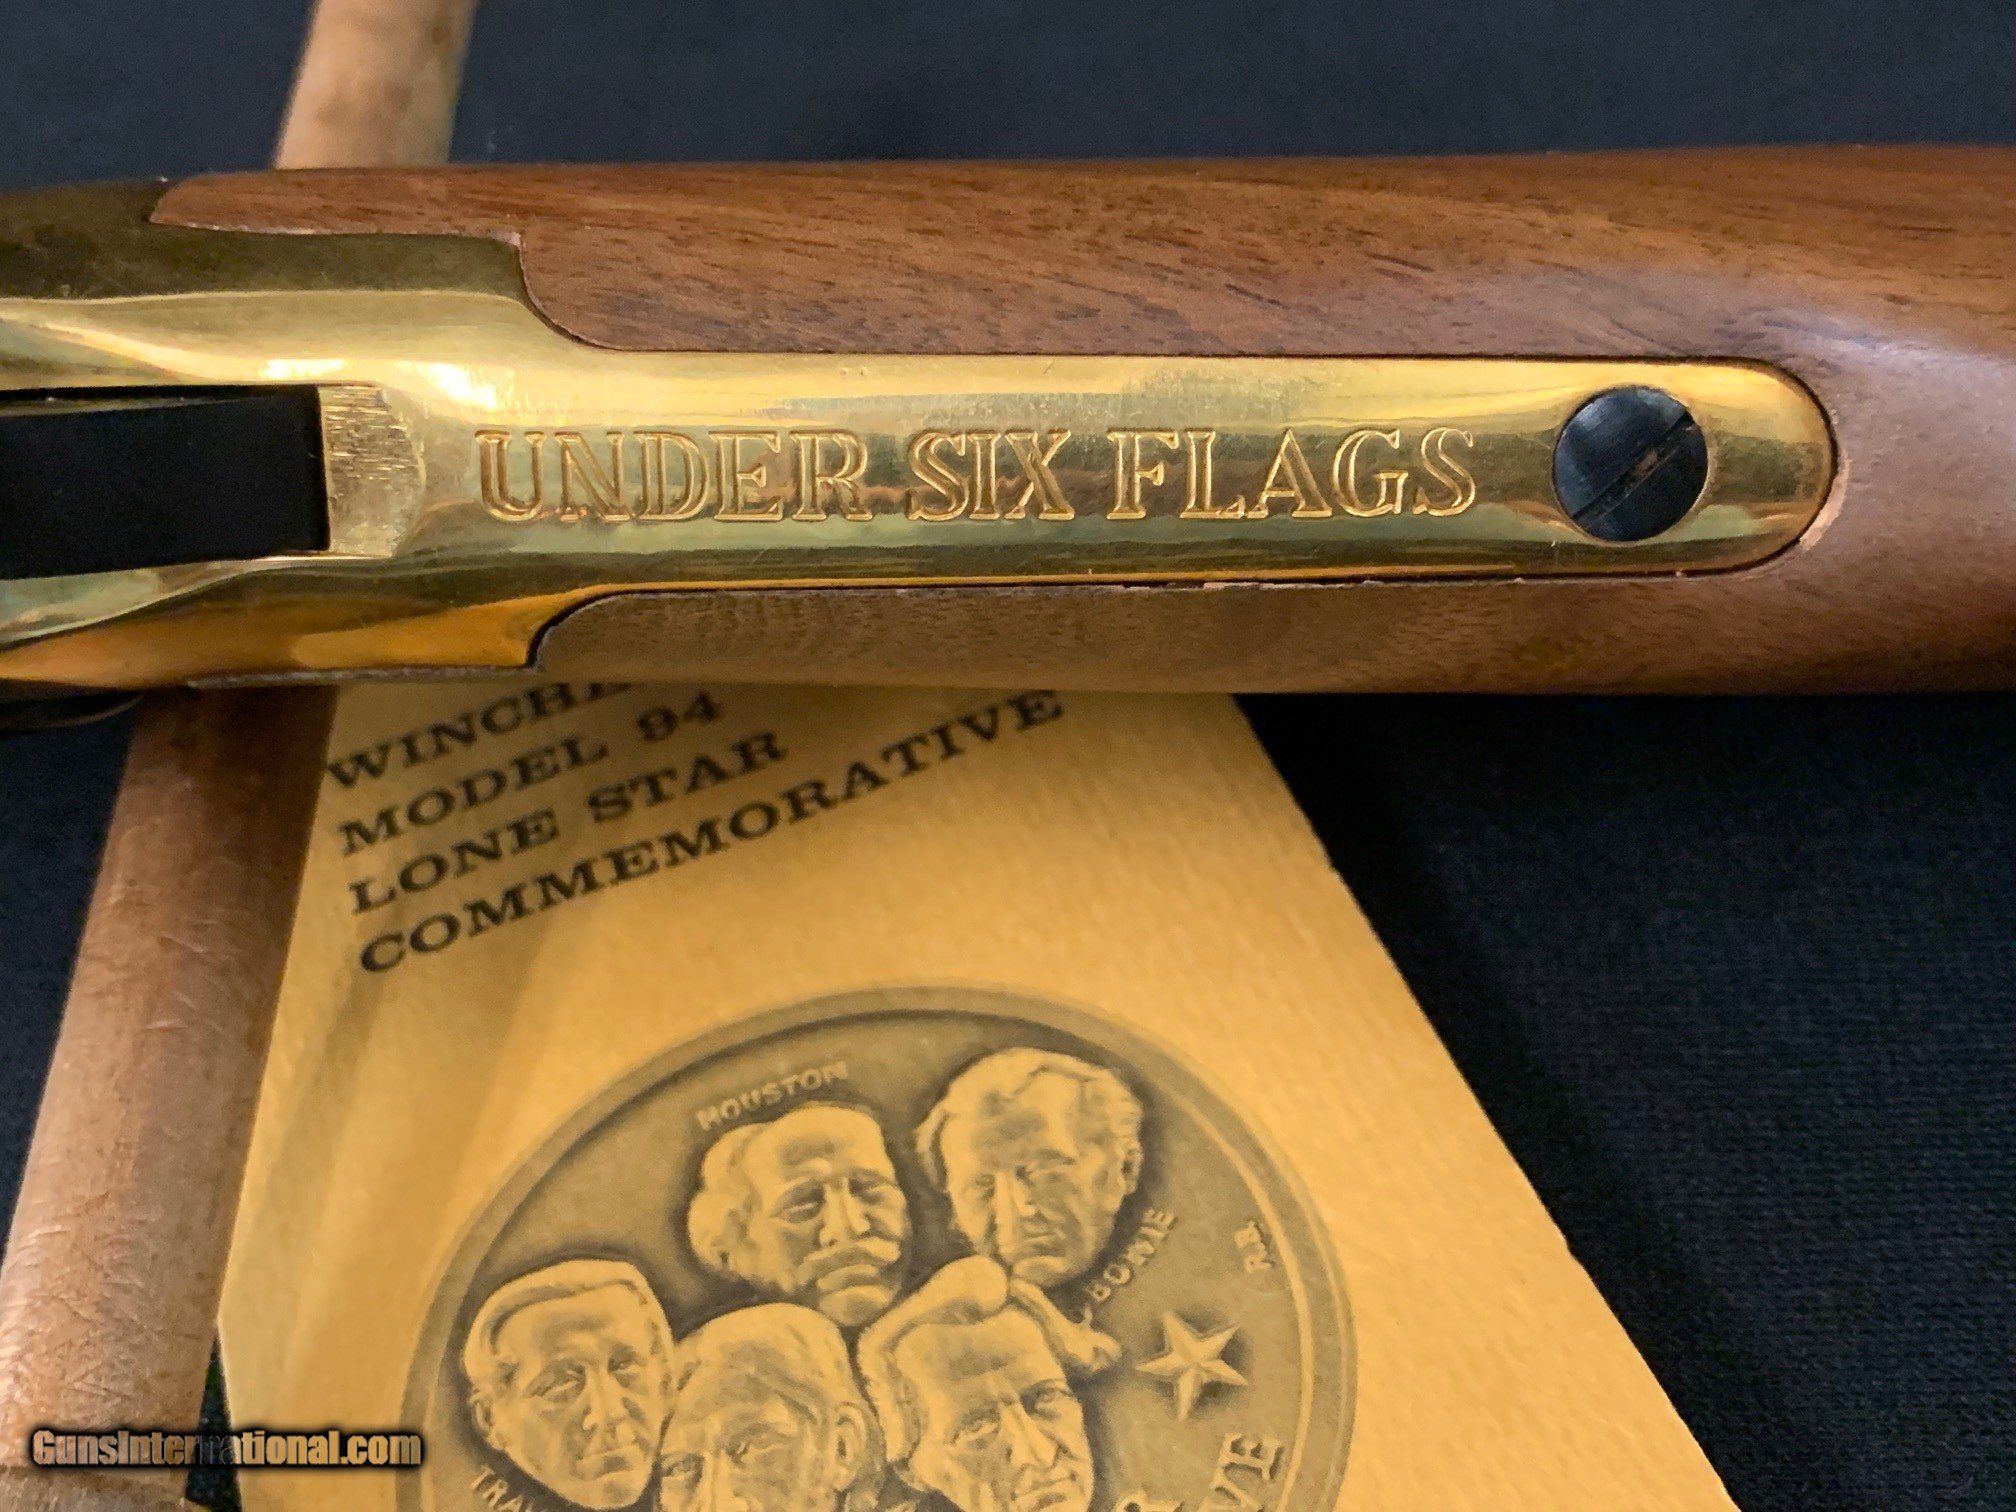 UNDER SIX FLAGS
MODEL 94
LONE STAR
COMMEMORATIVE
HOUSTON
BOWIE
R.B.
GunsInternational.com